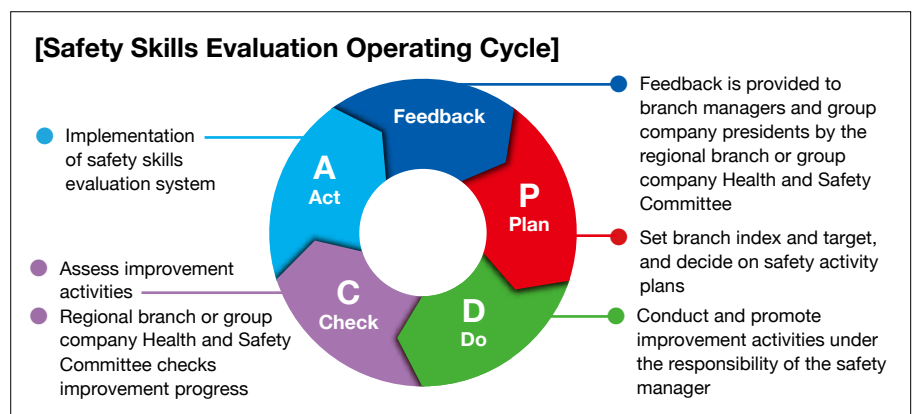 [Safety Skills Evaluation Operating Cycle]
Feedback
Feedback is provided to
branch managers and group
company presidents by the
regional branch or group
company Health and Safety
Committee
P
Plan
Set branch index and target,
and decide on safety activity
plans
D
Do
Conduct and promote
improvement activities under
the responsibility of the safety
manager
C
Check
Assess improvement
activities
Regional branch or group
company Health and Safety
Committee checks
improvement progress
A
Act
Implementation
of safety skills
evaluation system